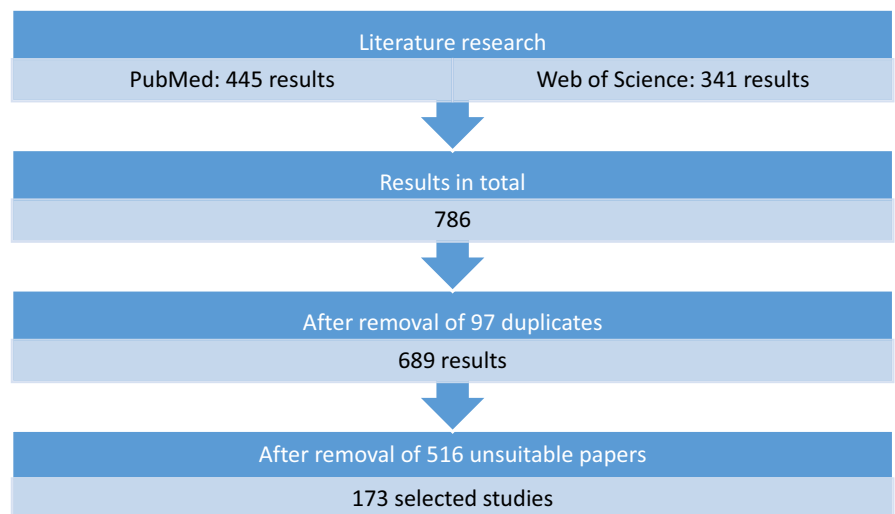 Literature research
PubMed: 445 results
Web of Science: 341 results
Results in total
786
After removal of 97 duplicates
689 results
After removal of 516 unsuitable papers
173 selected studies